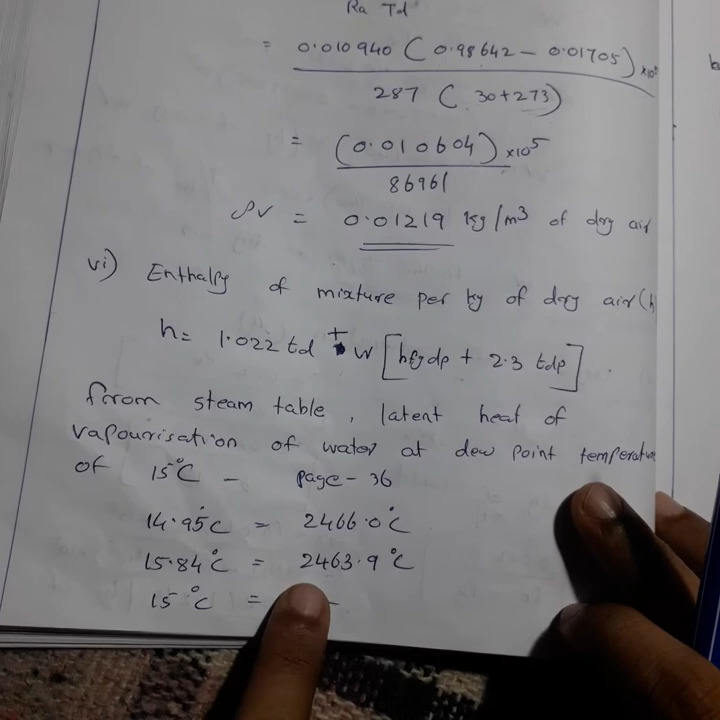 Ra Td
= 0.010940 ( 0.98642 - 0.01705) ×10⁵
287 ( 30+273)
= (0.010604) ×10⁵
86961
ρv = 0.01219 kg/m³ of dry air
vi) Enthalpy of mixture per kg of dry air (h
h = 1.022 td + w [hfgdp + 2.3 tdp]
From steam table, latent heat of
vapourisation of water at dew point temperature
of 15°C - page - 36
14.95°C = 2466.0°C
15.84°C = 2463.9°C
15°C =